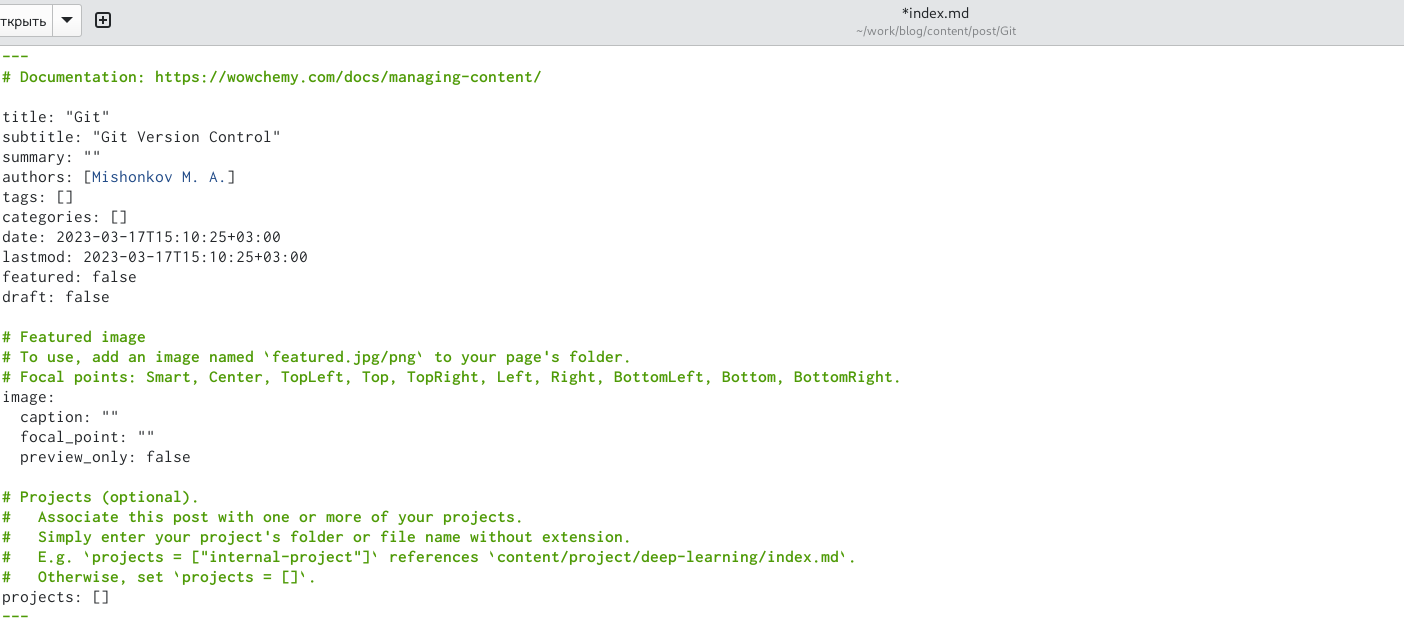 ткрыть
*index.md
~/work/blog/content/post/Git
---
# Documentation: https://wowchemy.com/docs/managing-content/
title: "Git"
subtitle: "Git Version Control"
summary: ""
authors: [Mishonkov M. A.]
tags: []
categories: []
date: 2023-03-17T15:10:25+03:00
lastmod: 2023-03-17T15:10:25+03:00
featured: false
draft: false
# Featured image
# To use, add an image named `featured.jpg/png` to your page's folder.
# Focal points: Smart, Center, TopLeft, Top, TopRight, Left, Right, BottomLeft, Bottom, BottomRight.
image:
  caption: ""
  focal_point: ""
  preview_only: false
# Projects (optional).
#   Associate this post with one or more of your projects.
#   Simply enter your project's folder or file name without extension.
#   E.g. `projects = ["internal-project"]` references `content/project/deep-learning/index.md`.
#   Otherwise, set `projects = []`.
projects: []
---